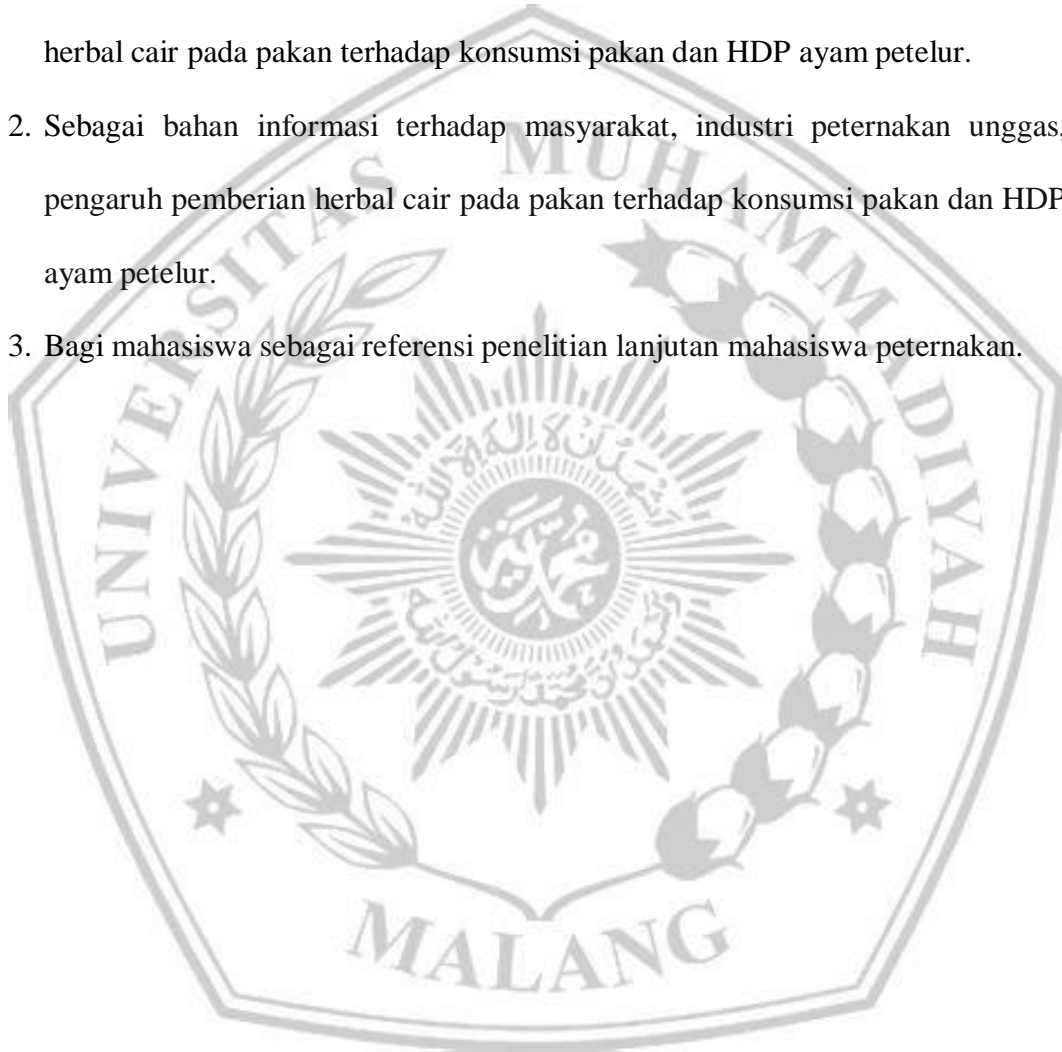 herbal cair pada pakan terhadap konsumsi pakan dan HDP ayam petelur.
2. Sebagai bahan informasi terhadap masyarakat, industri peternakan unggas,
pengaruh pemberian herbal cair pada pakan terhadap konsumsi pakan dan HDP
ayam petelur.
3. Bagi mahasiswa sebagai referensi penelitian lanjutan mahasiswa peternakan.
UNIVERSITAS MUHAMMADIYAH
MALANG